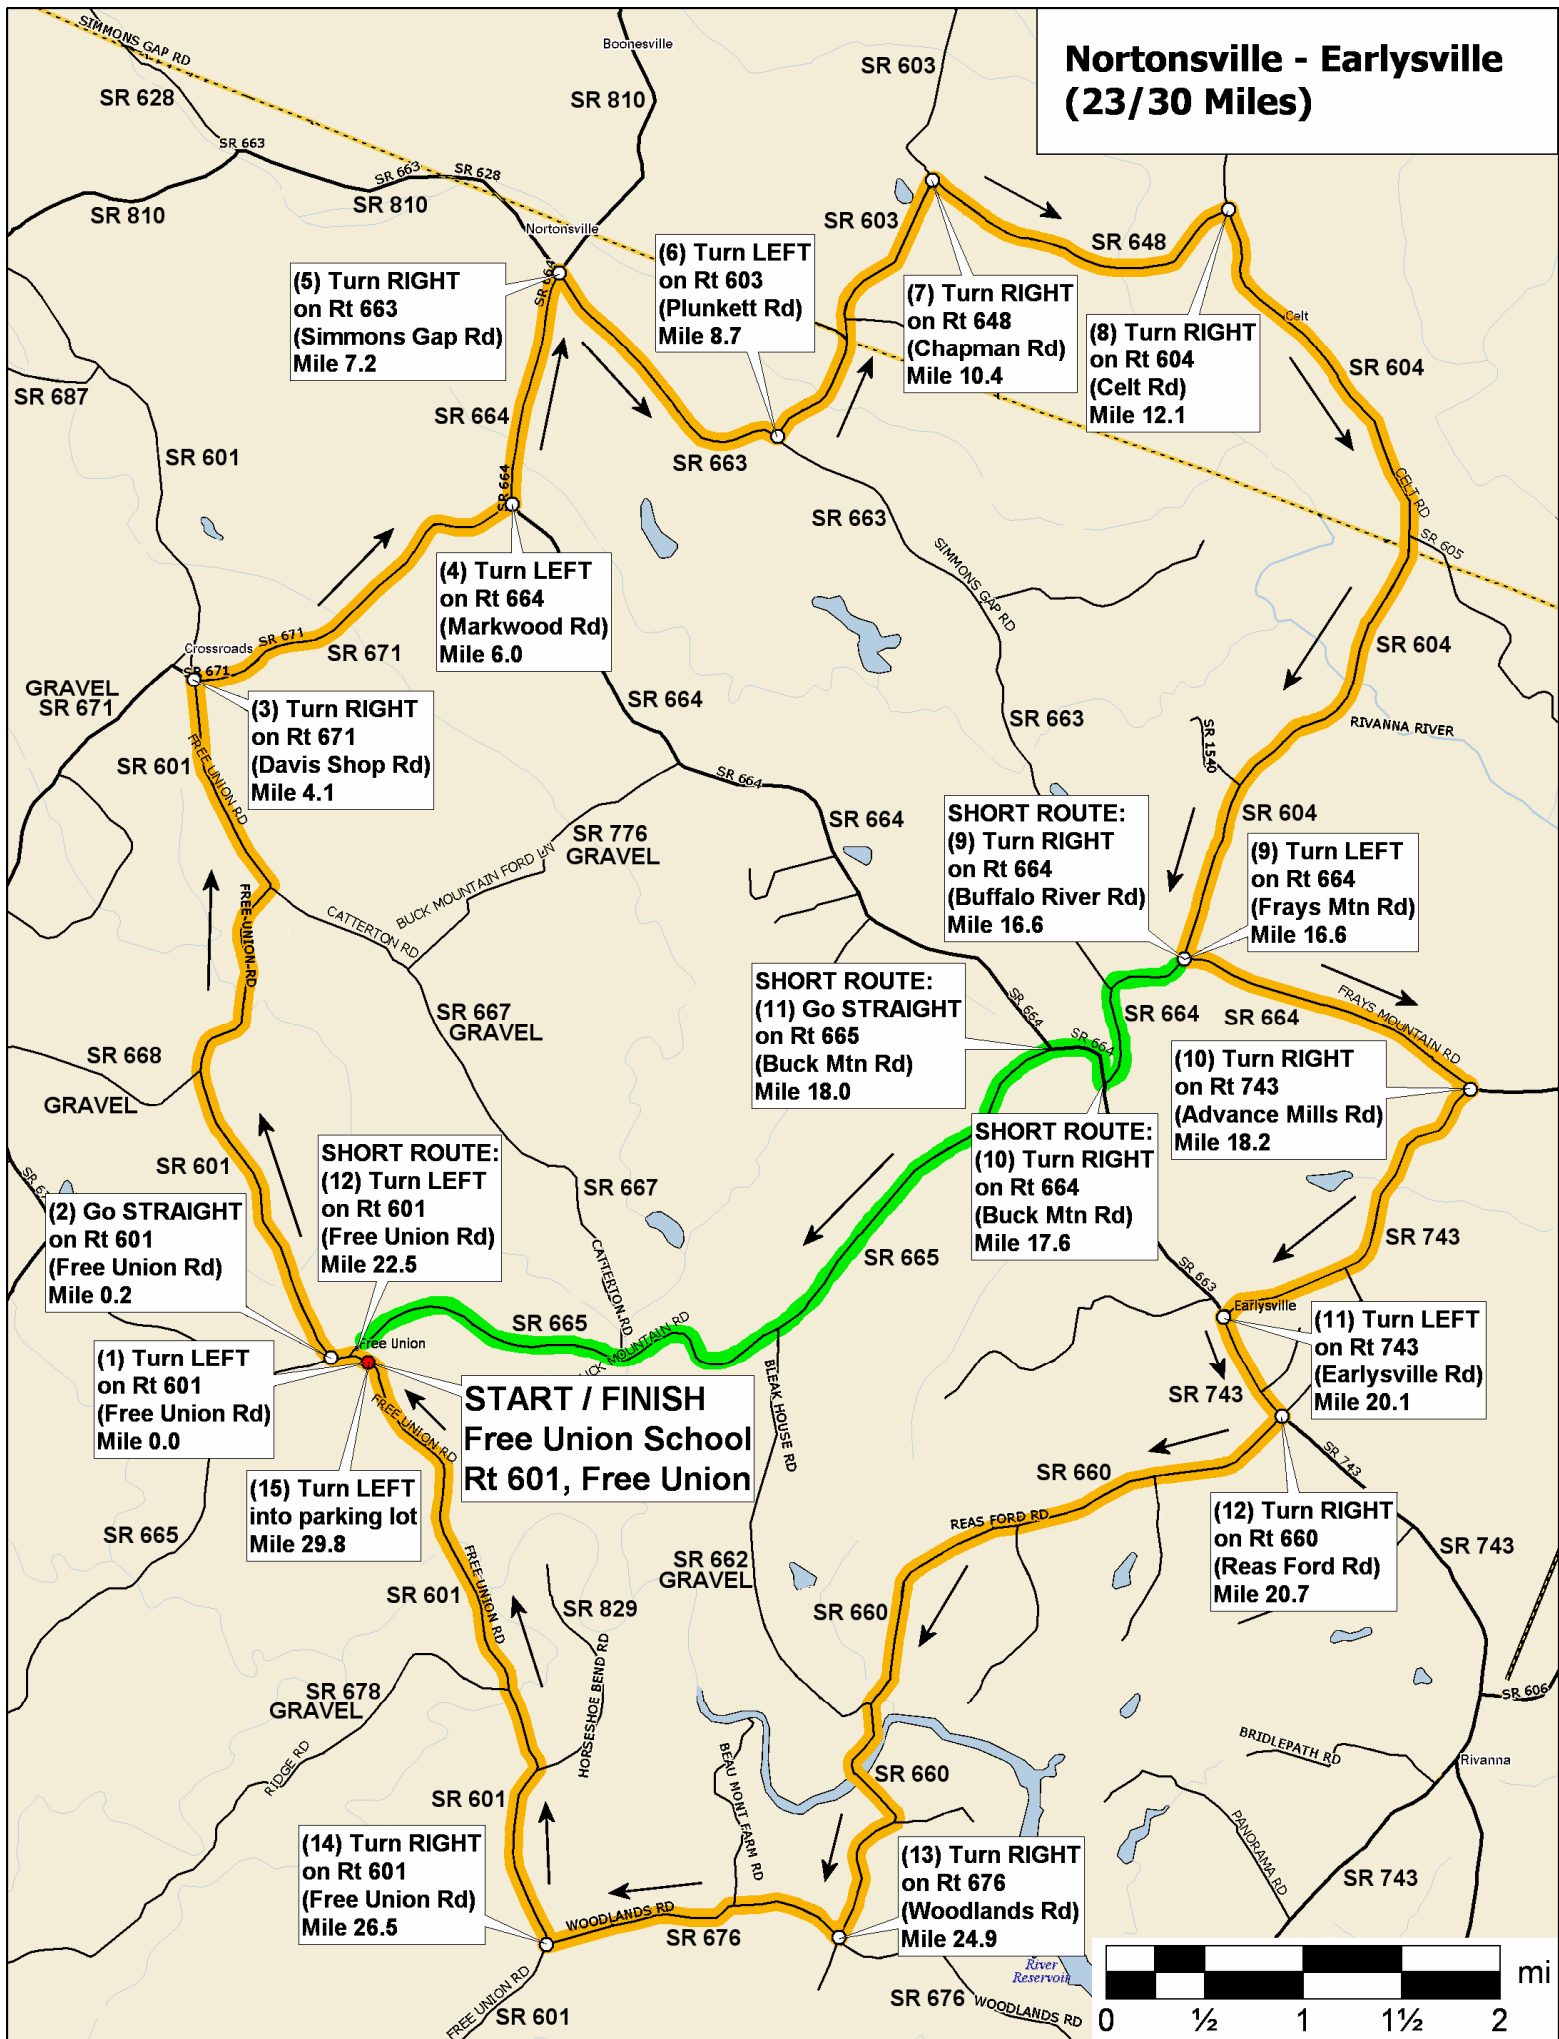 Nortonsville - Earlysville
(23/30 Miles)
SIMMONS GAP RD
Boonesville
SR 603
SR 628
SR 810
SR 663
SR 663
SR 628
SR 810
SR 810
Nortonsville
SR 603
SR 648
(5) Turn RIGHT
on Rt 663
(Simmons Gap Rd)
Mile 7.2
SR 664
(6) Turn LEFT
on Rt 603
(Plunkett Rd)
Mile 8.7
(7) Turn RIGHT
on Rt 648
(Chapman Rd)
Mile 10.4
Celt
(8) Turn RIGHT
on Rt 604
(Celt Rd)
Mile 12.1
SR 604
SR 687
SR 664
SR 601
SR 663
SR 664
CELT RD
SR 663
SR 605
SIMMONS GAP RD
(4) Turn LEFT
on Rt 664
(Markwood Rd)
Mile 6.0
Crossroads
SR 671
SR 671
SR 671
SR 604
GRAVEL
SR 671
SR 664
SR 663
RIVANNA RIVER
(3) Turn RIGHT
on Rt 671
(Davis Shop Rd)
Mile 4.1
SR 601
FREE UNION RD
SR 1540
SR 664
SR 664
SR 604
SR 776
GRAVEL
BUCK MOUNTAIN FORD LN
SHORT ROUTE:
(9) Turn RIGHT
on Rt 664
(Buffalo River Rd)
Mile 16.6
(9) Turn LEFT
on Rt 664
(Frays Mtn Rd)
Mile 16.6
FREE UNION RD
CATTERTON RD
SHORT ROUTE:
(11) Go STRAIGHT
on Rt 665
(Buck Mtn Rd)
Mile 18.0
SR 664
SR 664
SR 664
SR 664
FRAYS MOUNTAIN RD
SR 667
GRAVEL
SR 668
GRAVEL
(10) Turn RIGHT
on Rt 743
(Advance Mills Rd)
Mile 18.2
SHORT ROUTE:
(10) Turn RIGHT
on Rt 664
(Buck Mtn Rd)
Mile 17.6
SR 601
SHORT ROUTE:
(12) Turn LEFT
on Rt 601
(Free Union Rd)
Mile 22.5
SR 667
(2) Go STRAIGHT
on Rt 601
(Free Union Rd)
Mile 0.2
CATTERTON RD
SR 665
SR 743
SR 663
Earlysville
SR 665
MOUNTAIN RD
Free Union
(1) Turn LEFT
on Rt 601
(Free Union Rd)
Mile 0.0
(11) Turn LEFT
on Rt 743
(Earlysville Rd)
Mile 20.1
START / FINISH
Free Union School
Rt 601, Free Union
FREE UNION RD
BLEAK HOUSE RD
SR 743
SR 743
(15) Turn LEFT
into parking lot
Mile 29.8
SR 660
REAS FORD RD
(12) Turn RIGHT
on Rt 660
(Reas Ford Rd)
Mile 20.7
SR 665
SR 743
SR 662
GRAVEL
FREE UNION RD
SR 601
SR 829
SR 660
HORSESHOE BEND RD
SR 678
GRAVEL
SR 606
RIDGE RD
BEAU MONT FARM RD
BRIDLEPATH RD
Rivanna
SR 660
SR 601
PANORAMA RD
(14) Turn RIGHT
on Rt 601
(Free Union Rd)
Mile 26.5
(13) Turn RIGHT
on Rt 676
(Woodlands Rd)
Mile 24.9
SR 743
WOODLANDS RD
SR 676
River
Reservoir
FREE UNION RD
SR 601
SR 676
WOODLANDS RD
mi
0 ½ 1 1½ 2